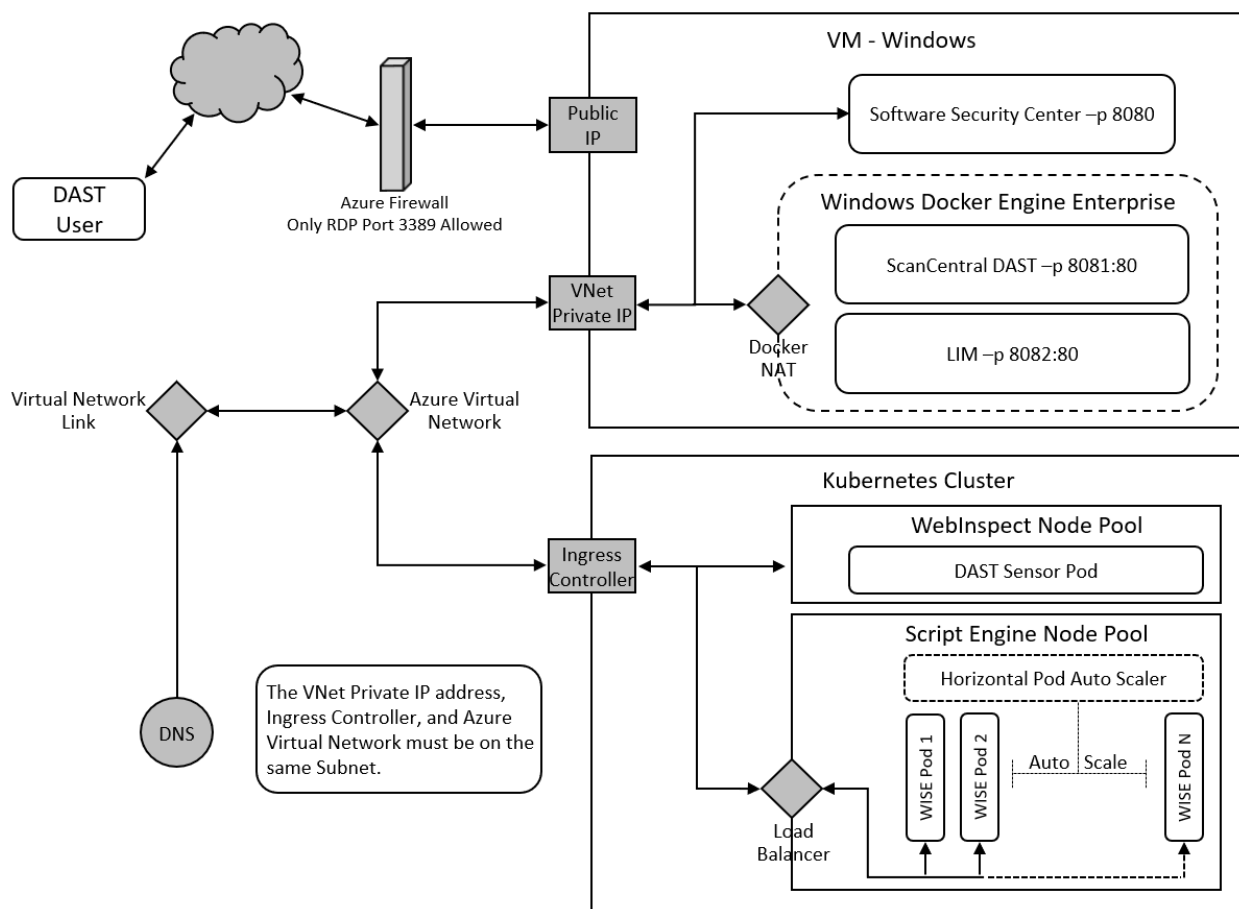 VM - Windows
Public
IP
Software Security Center –p 8080
DAST
User
Azure Firewall
Only RDP Port 3389 Allowed
Windows Docker Engine Enterprise
ScanCentral DAST –p 8081:80
VNet
Private IP
LIM –p 8082:80
Docker
NAT
Virtual Network
Link
Azure Virtual
Network
Kubernetes Cluster
WebInspect Node Pool
Ingress
Controller
DAST Sensor Pod
Script Engine Node Pool
Horizontal Pod Auto Scaler
The VNet Private IP address,
Ingress Controller, and Azure
Virtual Network must be on the
same Subnet.
DNS
WISE Pod 1
WISE Pod 2
Auto Scale
WISE Pod N
Load
Balancer